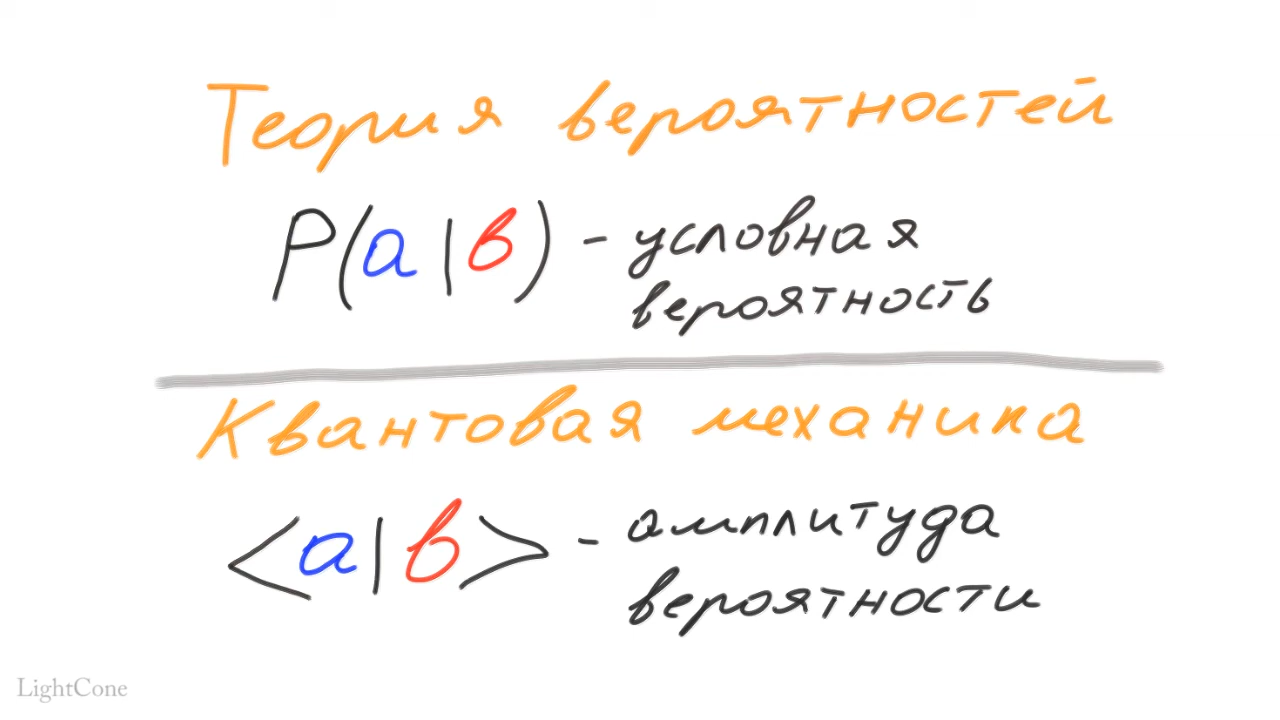 Теория вероятностей
P(a|b) - условная
вероятность
Квантовая механика
<a|b> - амплитуда
вероятности
LightCone